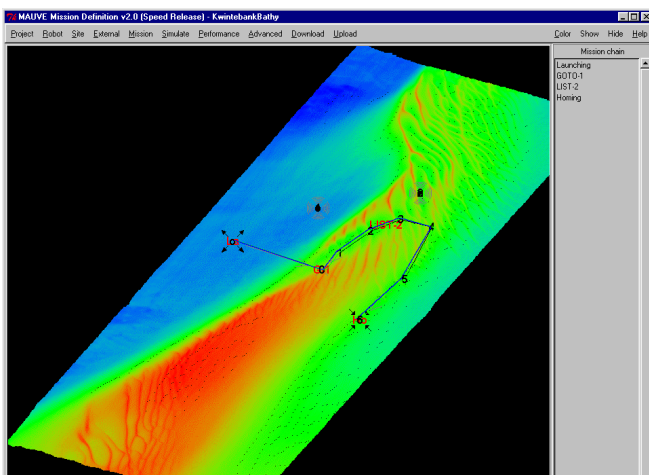 MAUVE Mission Definition v2.0 (Speed Release) - KwintebankBathy
Project Robot Site External Mission Simulate Performance Advanced Download Upload Color Show Hide Help
Mission chain
Launching
GOTO-1
LIST-2
Homing
3
LIST-2
4
2
1
5
6